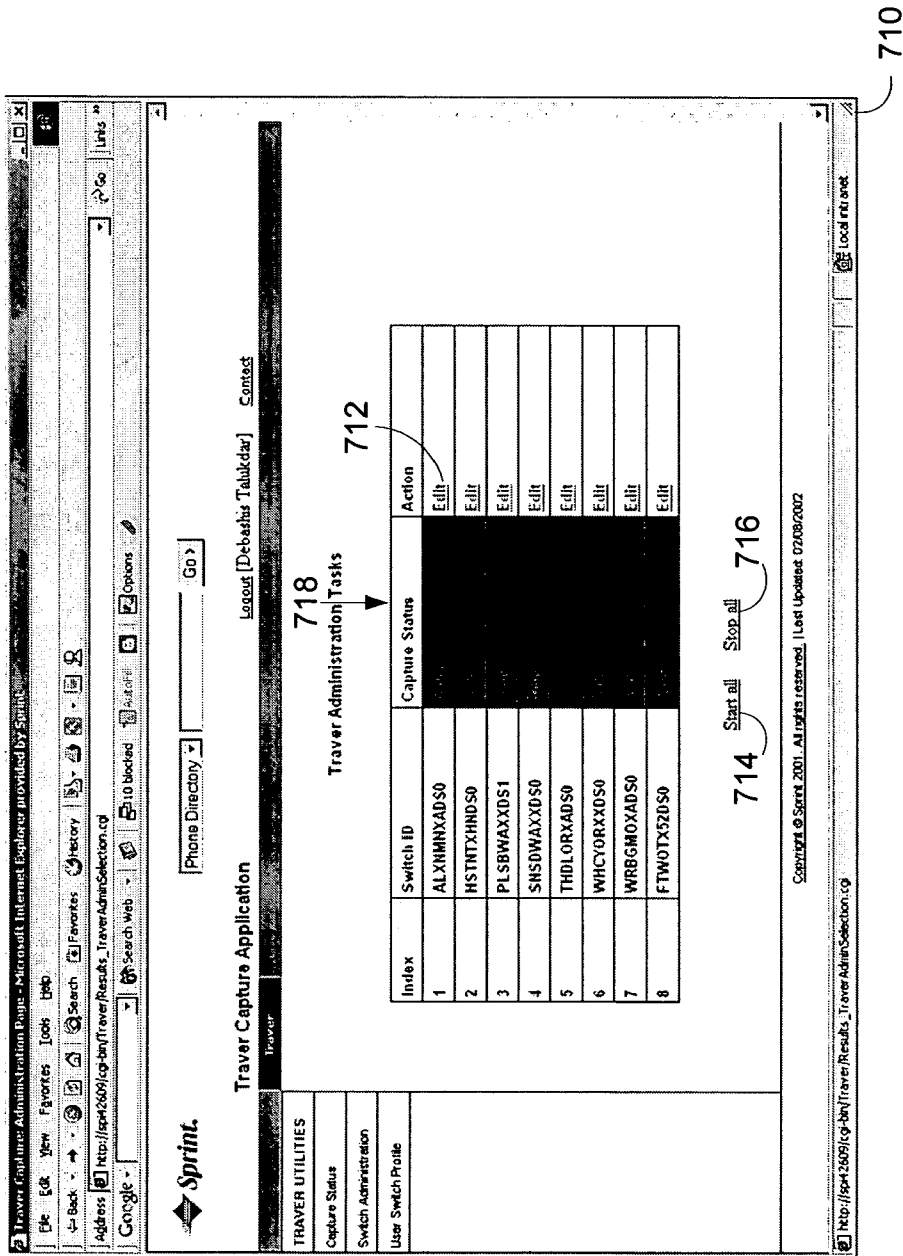 Traver Capture: Administration Page - Microsoft Internet Explorer provided by Sprint
File Edit View Favorites Tools Help
Back Search Favorites History
Address http://sprt2609/cgi-bin/Traver/Results_TraverAdminSelection.cgi Go Links »
Google Search Web 10 blocked AutoFill Options
Sprint.
Phone Directory Go >
Traver Capture Application
Logout [Debashis Talukdar] Contact
Traver
TRAVER UTILITIES
Capture Status
Switch Administration
User Switch Profile
718
Traver Administration Tasks
712
Index Switch ID Capture Status Action
1 ALXNMNXADS0 Edit
2 HSTNTXHNDS0 Edit
3 PLSBWAXXDS1 Edit
4 SNSDWAXXDS0 Edit
5 THDLORXADS0 Edit
6 WHCYORXXDS0 Edit
7 WRBGMOXADS0 Edit
8 FTWOTX52DS0 Edit
714 Start all Stop all 716
Copyright © Sprint 2001. All rights reserved. | Last Updated: 02/08/2002
http://sprt2609/cgi-bin/Traver/Results_TraverAdminSelection.cgi Local intranet
710